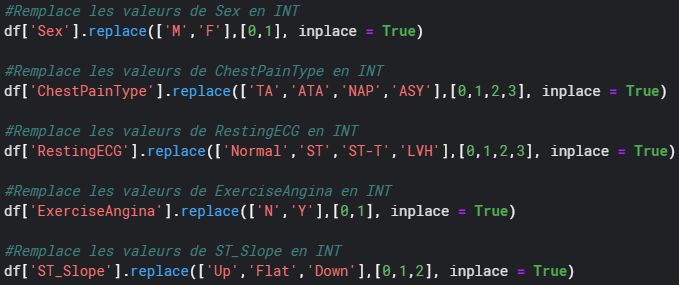 #Remplace les valeurs de Sex en INT
df['Sex'].replace(['M','F'],[0,1], inplace = True)
#Remplace les valeurs de ChestPainType en INT
df['ChestPainType'].replace(['TA','ATA','NAP','ASY'],[0,1,2,3], inplace = True)
#Remplace les valeurs de RestingECG en INT
df['RestingECG'].replace(['Normal','ST','ST-T','LVH'],[0,1,2,3], inplace = True)
#Remplace les valeurs de ExerciseAngina en INT
df['ExerciseAngina'].replace(['N','Y'],[0,1], inplace = True)
#Remplace les valeurs de ST_Slope en INT
df['ST_Slope'].replace(['Up','Flat','Down'],[0,1,2], inplace = True)